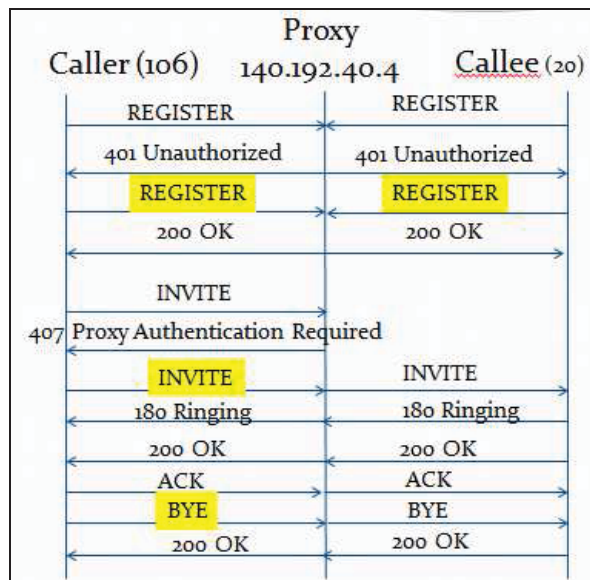 Proxy
Caller (106) 140.192.40.4 Callee (20)
REGISTER REGISTER
401 Unauthorized 401 Unauthorized
REGISTER REGISTER
200 OK 200 OK
INVITE
407 Proxy Authentication Required
INVITE INVITE
180 Ringing 180 Ringing
200 OK 200 OK
ACK ACK
BYE BYE
200 OK 200 OK